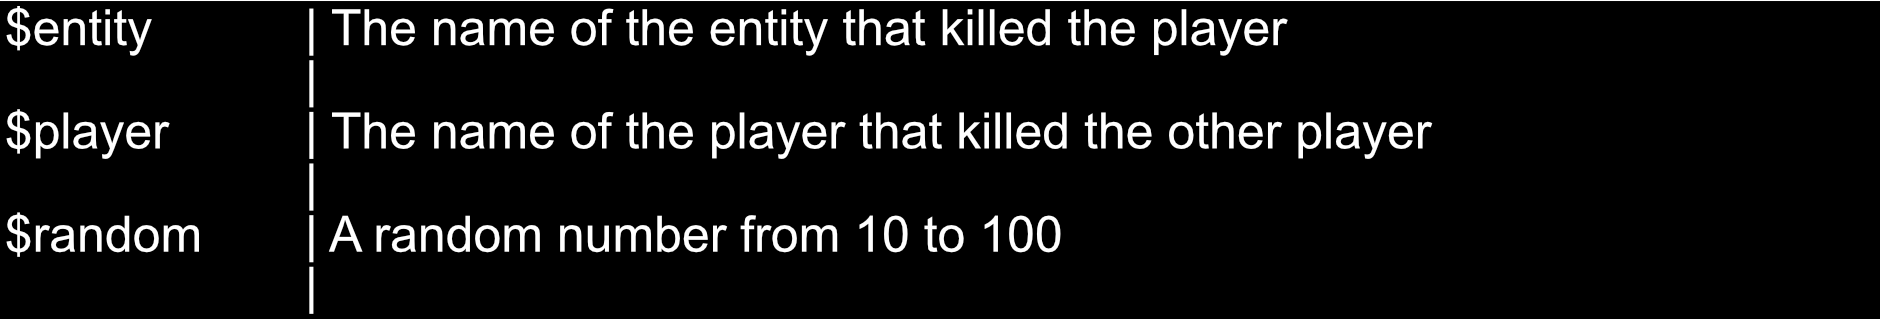 $entity | The name of the entity that killed the player
|
$player | The name of the player that killed the other player
|
$random | A random number from 10 to 100
|